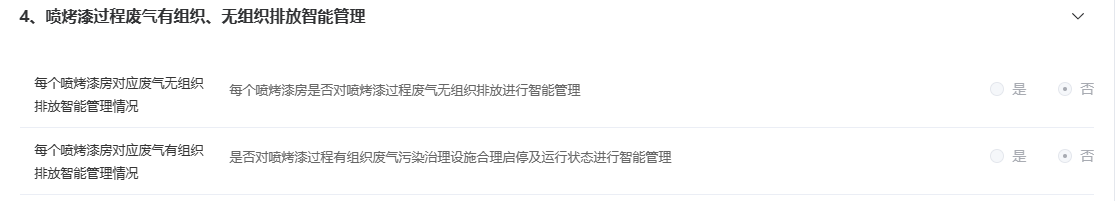 4、喷烤漆过程废气有组织、无组织排放智能管理
每个喷烤漆房对应废气无组织
排放智能管理情况
每个喷烤漆房是否对喷烤漆过程废气无组织排放进行智能管理
是
否
每个喷烤漆房对应废气有组织
排放智能管理情况
是否对喷烤漆过程有组织废气污染治理设施合理启停及运行状态进行智能管理
是
否